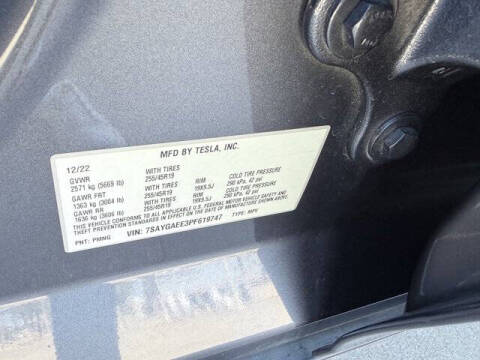 MFD BY TESLA, INC.
12/22
GVWR WITH TIRES
2571 kg (5669 lb) 255/45R19 RIM COLD TIRE PRESSURE
GAWR FRT WITH TIRES 19X9.5J 290 kPa, 42 psi
1363 kg (3004 lb) 255/45R19 RIM COLD TIRE PRESSURE
GAWR RR WITH TIRES 19X9.5J 290 kPa, 42 psi
1636 kg (3606 lb) 255/45R19
THIS VEHICLE CONFORMS TO ALL APPLICABLE U.S. FEDERAL MOTOR VEHICLE SAFETY AND
THEFT PREVENTION STANDARDS IN EFFECT ON THE DATE OF MANUFACTURE SHOWN ABOVE.
VIN: 7SAYGAEE3PF619747 TYPE: MPV
PNT: PMNG